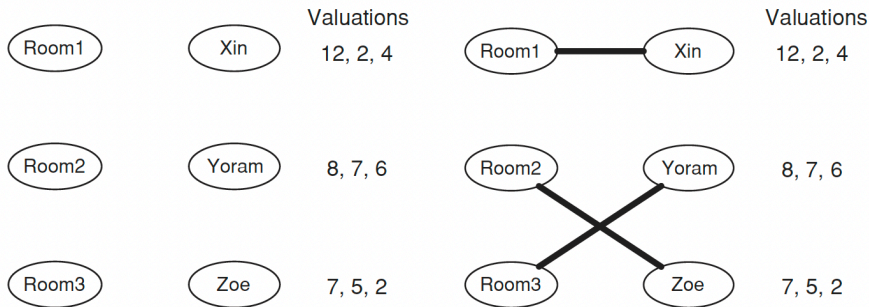 Valuations Valuations
Room1 Xin 12, 2, 4 Room1 Xin 12, 2, 4
Room2 Yoram 8, 7, 6 Room2 Yoram 8, 7, 6
Room3 Zoe 7, 5, 2 Room3 Zoe 7, 5, 2